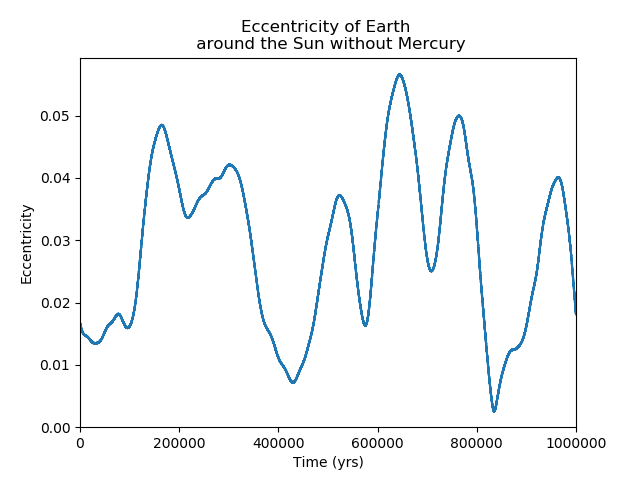 Eccentricity of Earth
around the Sun without Mercury
Eccentricity
0.05
0.04
0.03
0.02
0.01
0.00
0 200000 400000 600000 800000 1000000
Time (yrs)